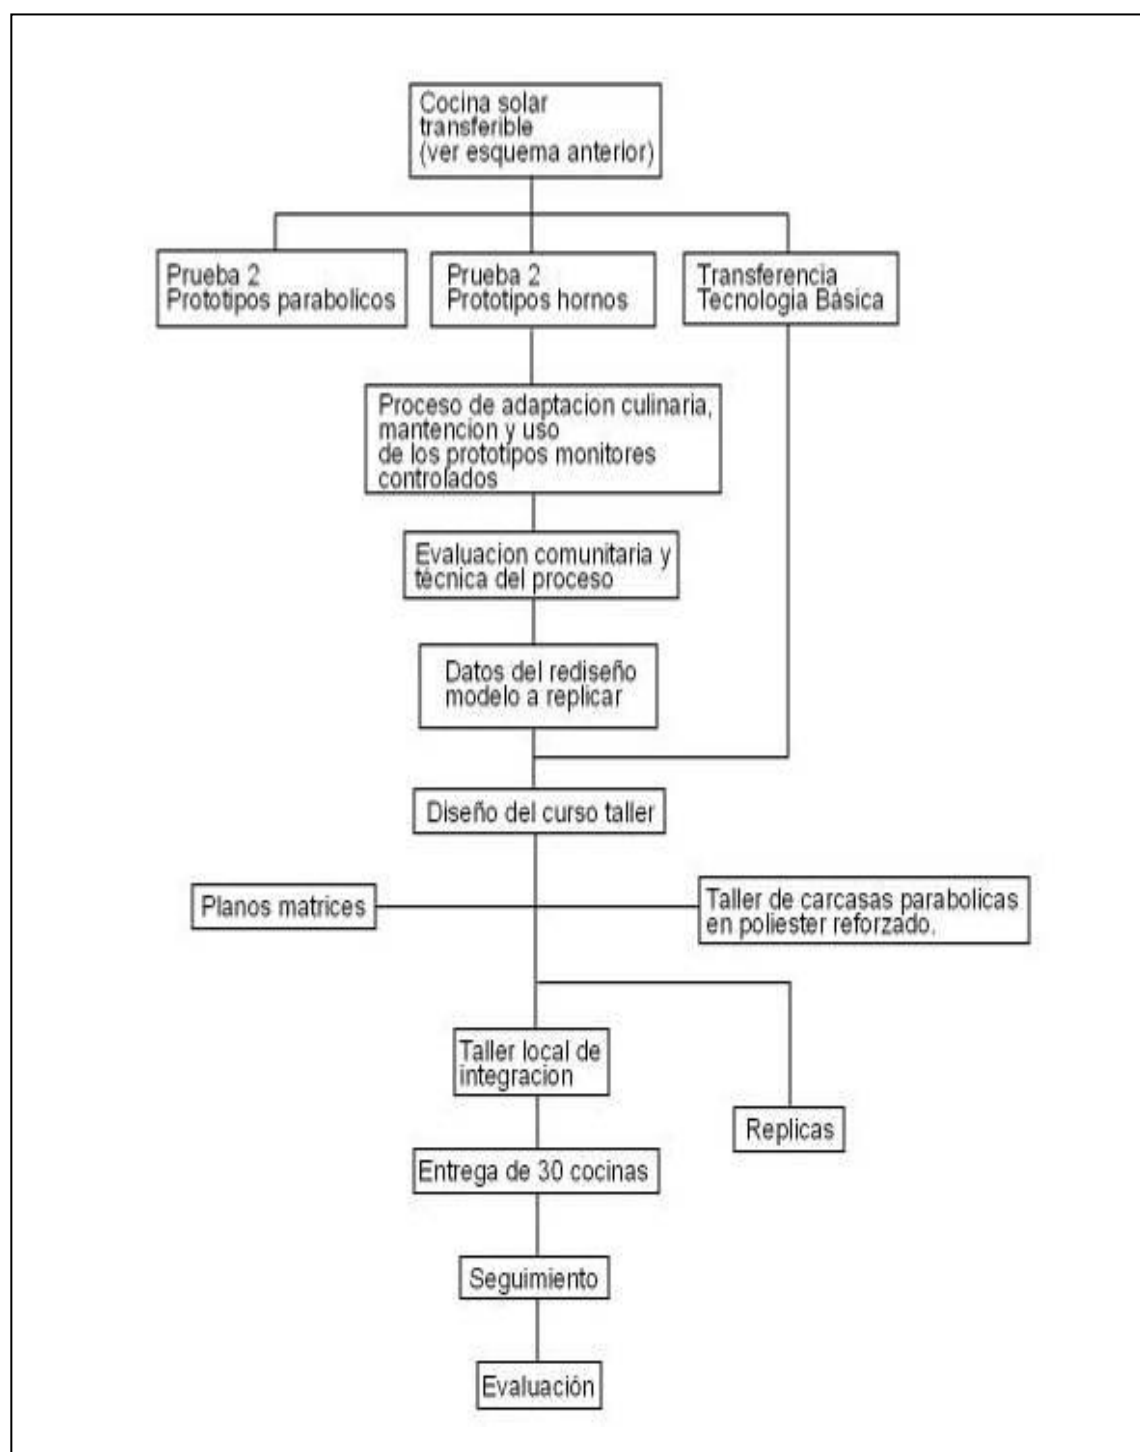 Cocina solar
transferible
(ver esquema anterior)
Prueba 2
Prototipos parabolicos
Prueba 2
Prototipos hornos
Transferencia
Tecnologia Básica
Proceso de adaptacion culinaria,
mantencion y uso
de los prototipos monitores
controlados
Evaluacion comunitaria y
técnica del proceso
Datos del rediseño
modelo a replicar
Diseño del curso taller
Planos matrices
Taller de carcasas parabolicas
en poliester reforzado.
Taller local de
integracion
Replicas
Entrega de 30 cocinas
Seguimiento
Evaluación